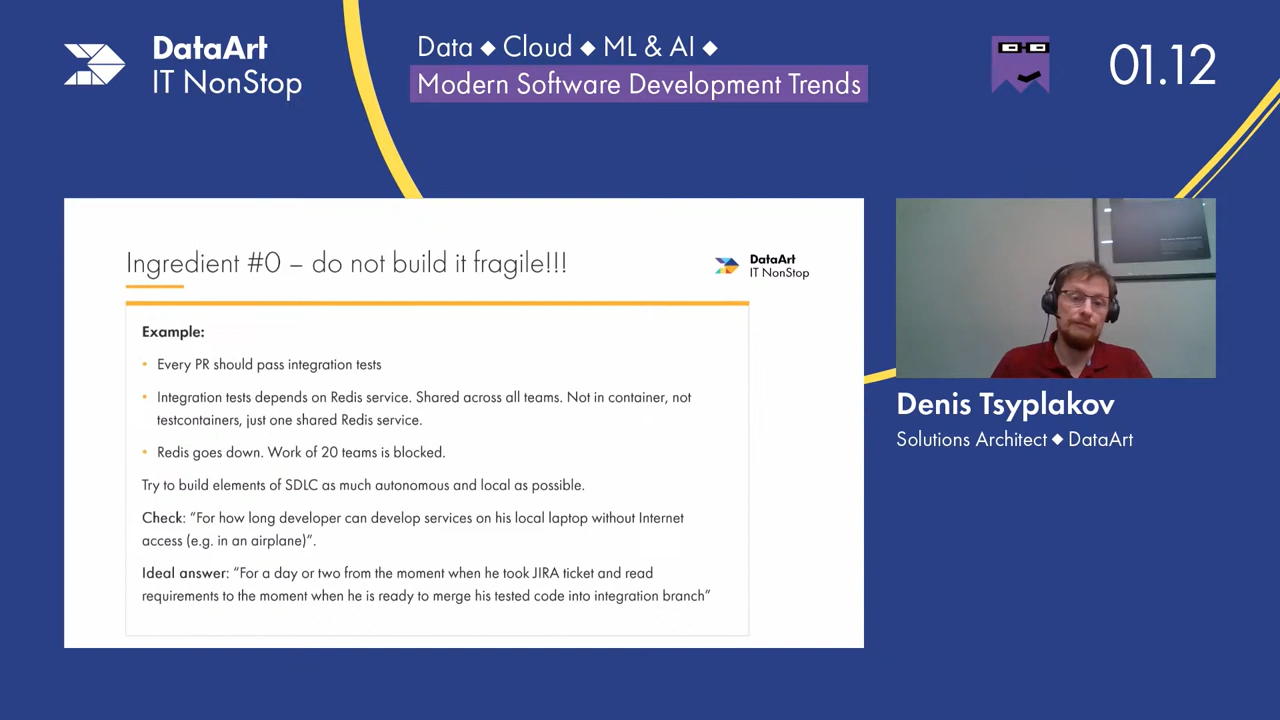 DataArt
IT NonStop
Data ◆ Cloud ◆ ML & AI ◆
Modern Software Development Trends
01.12
Ingredient #0 – do not build it fragile!!!
DataArt
IT NonStop
Example:
• Every PR should pass integration tests
• Integration tests depends on Redis service. Shared across all teams. Not in container, not
testcontainers, just one shared Redis service.
• Redis goes down. Work of 20 teams is blocked.
Try to build elements of SDLC as much autonomous and local as possible.
Check: “For how long developer can develop services on his local laptop without Internet
access (e.g. in an airplane)”.
Ideal answer: “For a day or two from the moment when he took JIRA ticket and read
requirements to the moment when he is ready to merge his tested code into integration branch”
Denis Tsyplakov
Solutions Architect ◆ DataArt